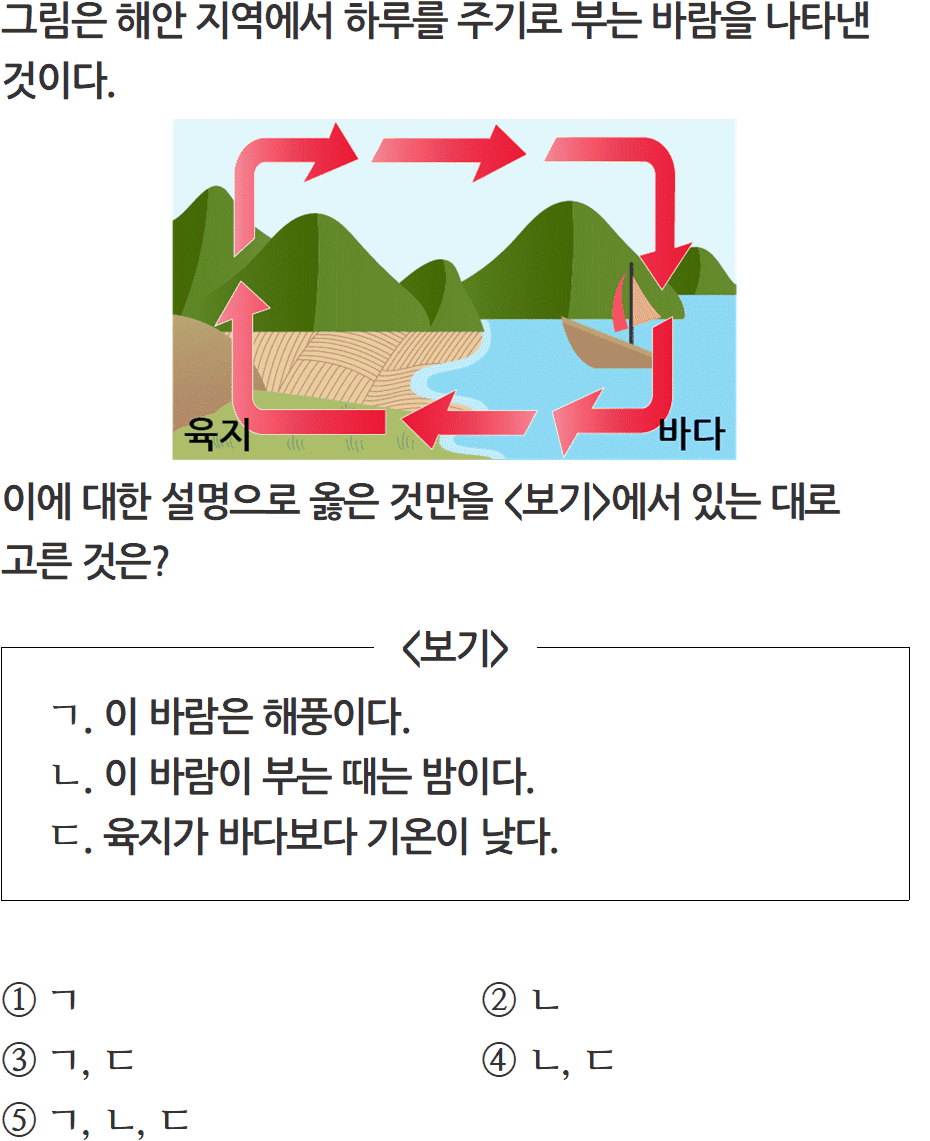 그림은 해안 지역에서 하루를 주기로 부는 바람을 나타낸
것이다.
육지
바다
이에 대한 설명으로 옳은 것만을 <보기>에서 있는 대로
고른 것은?
<보기>
ㄱ. 이 바람은 해풍이다.
ㄴ. 이 바람이 부는 때는 밤이다.
ㄷ. 육지가 바다보다 기온이 낮다.
① ㄱ
② ㄴ
③ ㄱ, ㄷ
④ ㄴ, ㄷ
⑤ ㄱ, ㄴ, ㄷ